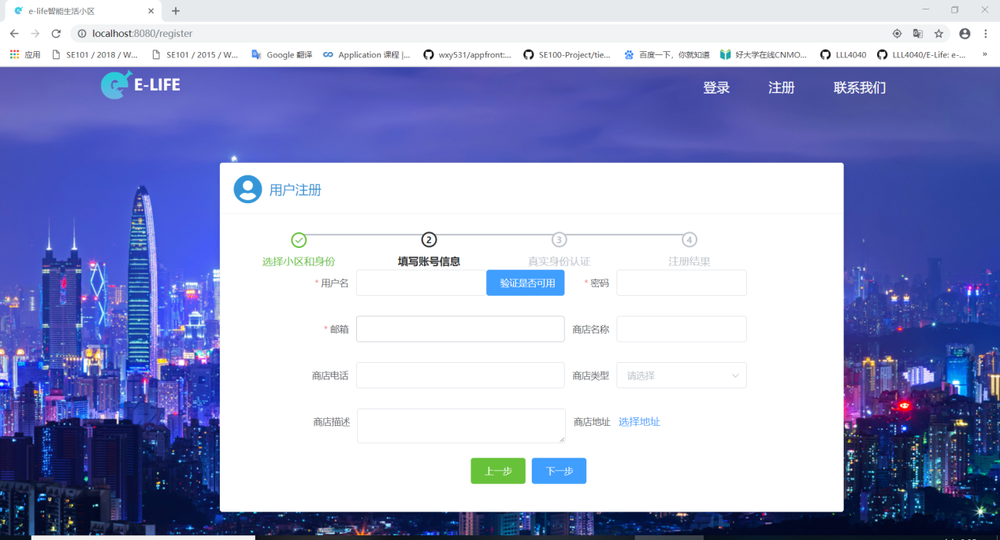 e-life智能生活小区
localhost:8080/register
应用 SE101 / 2018 / W... SE101 / 2015 / W... Google 翻译 Application 课程 |... wxy531/appfront:... SE100-Project/tie... 百度一下，你就知道 好大学在线CNMO... LLL4040 LLL4040/E-Life: e-... »
E-LIFE 登录 注册 联系我们
用户注册
2 3 4
选择小区和身份 填写账号信息 真实身份认证 注册结果
* 用户名 验证是否可用 * 密码
* 邮箱 商店名称
商店电话 商店类型 请选择
商店描述 商店地址 选择地址
上一步 下一步